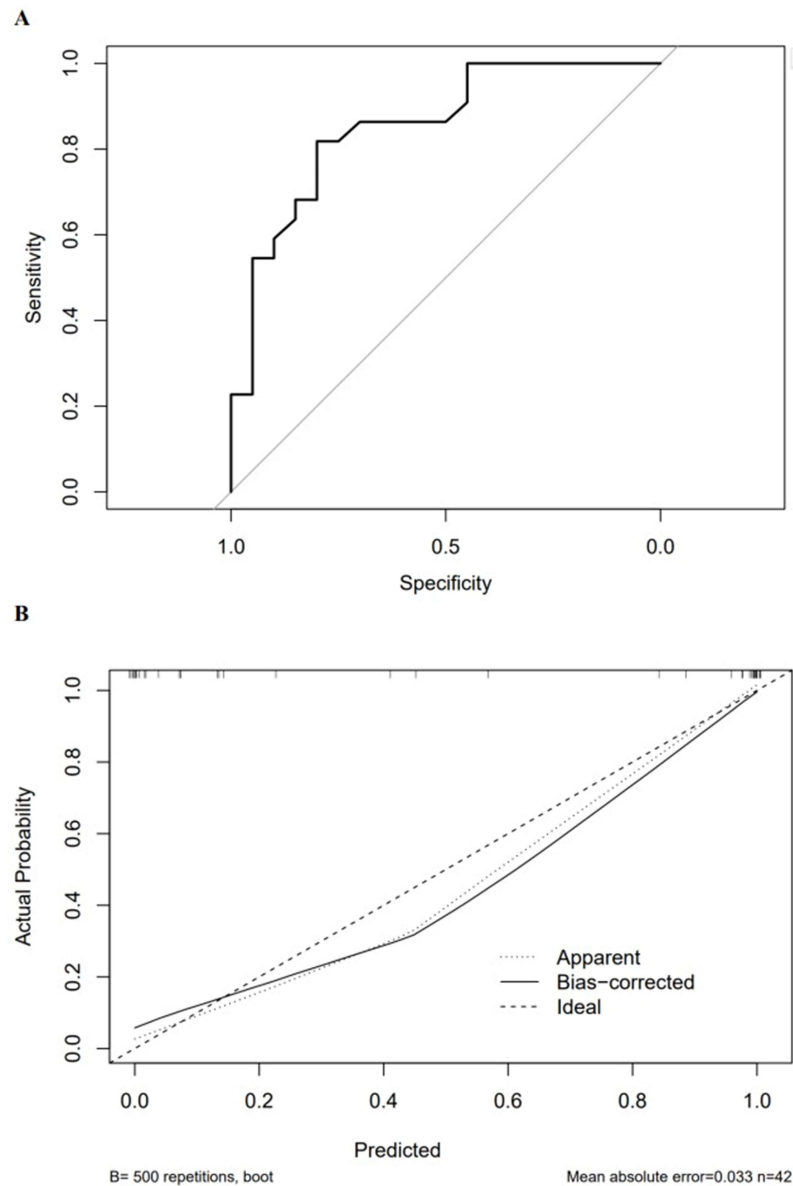 A
1.0
0.8
0.6
0.4
0.2
0.0
Sensitivity
1.0 0.5 0.0
Specificity
B
1.0
0.8
0.6
0.4
0.2
0.0
Actual Probability
Apparent
Bias−corrected
Ideal
0.0 0.2 0.4 0.6 0.8 1.0
Predicted
B= 500 repetitions, boot Mean absolute error=0.033 n=42